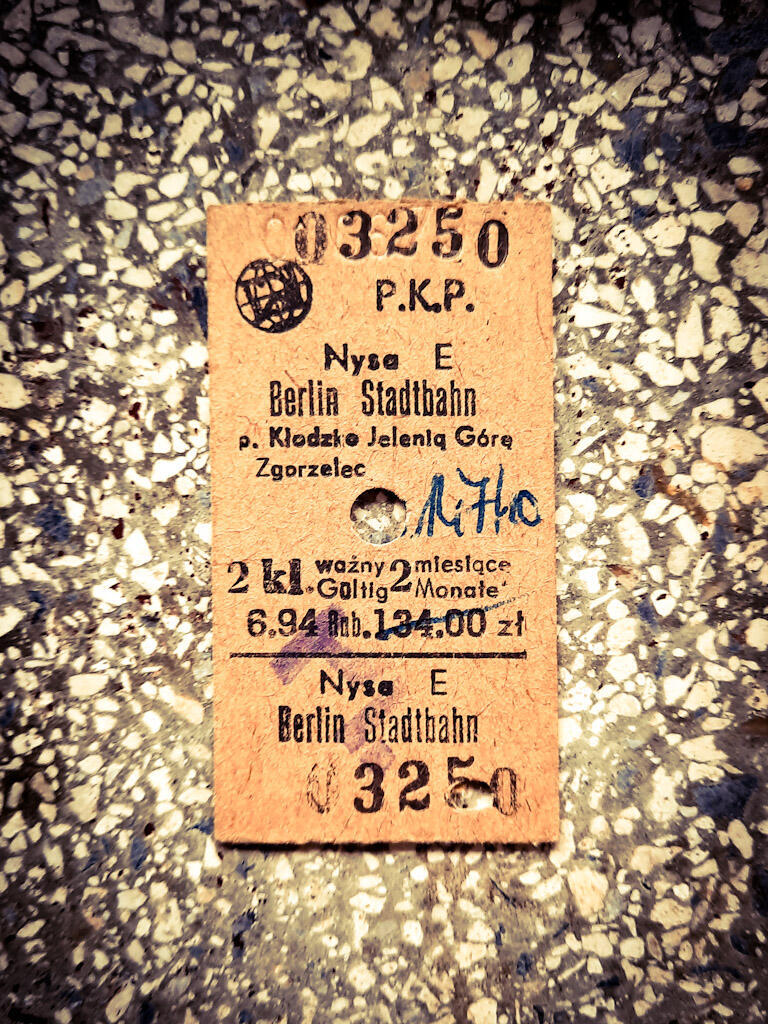 03250
P.K.P.
Nysa E
Berlin Stadtbahn
p. Kłodzko Jelenią Górę
Zgorzelec
2 kl. ważny 2 miesiące
Gültig Monate
6.94 Rub. 134.00 zł
Nysa E
Berlin Stadtbahn
03250